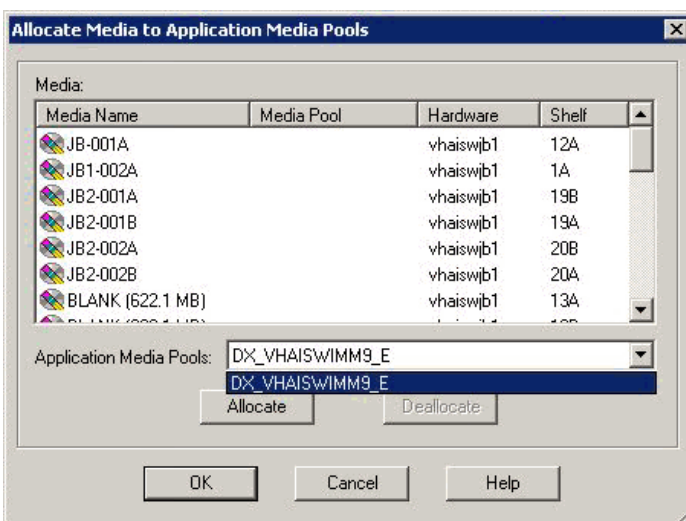 Allocate Media to Application Media Pools
Media:
Media Name Media Pool Hardware Shelf
JB-001A vhaiswjb1 12A
JB1-002A vhaiswjb1 1A
JB2-001A vhaiswjb1 19B
JB2-001B vhaiswjb1 19A
JB2-002A vhaiswjb1 20B
JB2-002B vhaiswjb1 20A
BLANK (622.1 MB) vhaiswjb1 13A
Application Media Pools: DX_VHAISWIMM9_E
DX_VHAISWIMM9_E
Allocate Deallocate
OK Cancel Help